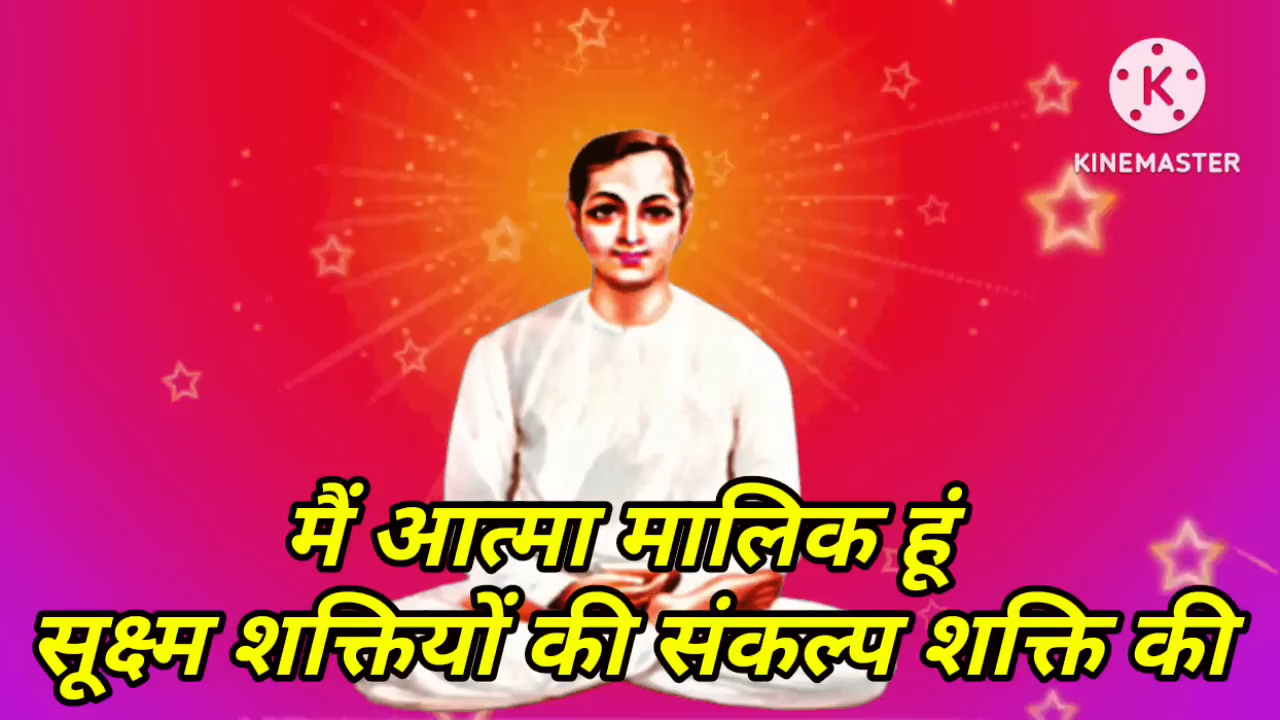 KINEMASTER
मैं आत्मा मालिक हूं
सूक्ष्म शक्तियों की संकल्प शक्ति की